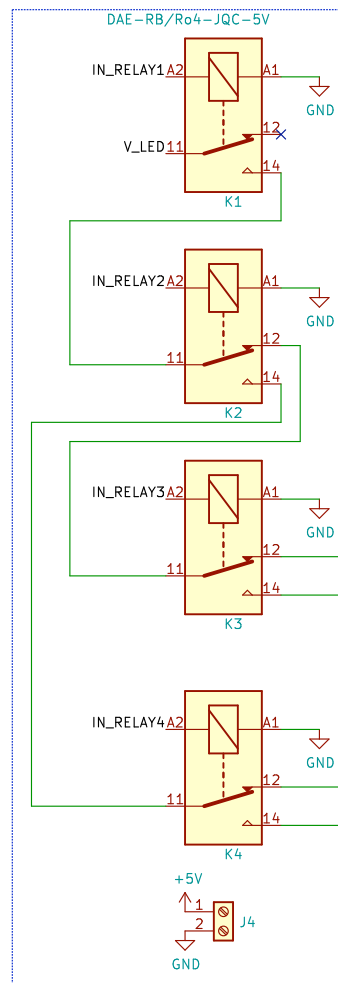 DAE-RB/Ro4-JQC-5V
IN_RELAY1 A2 A1
GND
12
V_LED 11
14
K1
IN_RELAY2 A2 A1
GND
12
11
14
K2
IN_RELAY3 A2 A1
GND
12
11
14
K3
IN_RELAY4 A2 A1
GND
12
11
14
K4
+5V
1
J4
2
GND